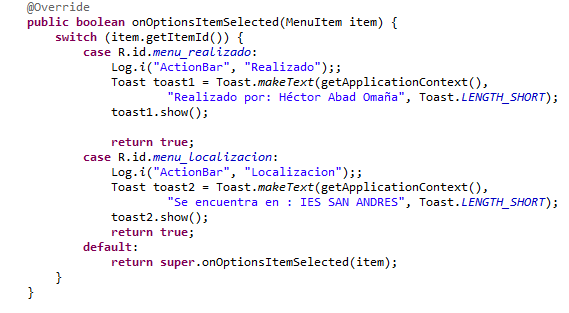 @Override
public boolean onOptionsItemSelected(MenuItem item) {
    switch (item.getItemId()) {
        case R.id.menu_realizado:
            Log.i("ActionBar", "Realizado");;
            Toast toast1 = Toast.makeText(getApplicationContext(),
                    "Realizado por: Héctor Abad Omaña", Toast.LENGTH_SHORT);
            toast1.show();

            return true;
        case R.id.menu_localizacion:
            Log.i("ActionBar", "Localizacion");;
            Toast toast2 = Toast.makeText(getApplicationContext(),
                    "Se encuentra en : IES SAN ANDRES", Toast.LENGTH_SHORT);
            toast2.show();
            return true;
        default:
            return super.onOptionsItemSelected(item);
    }
}